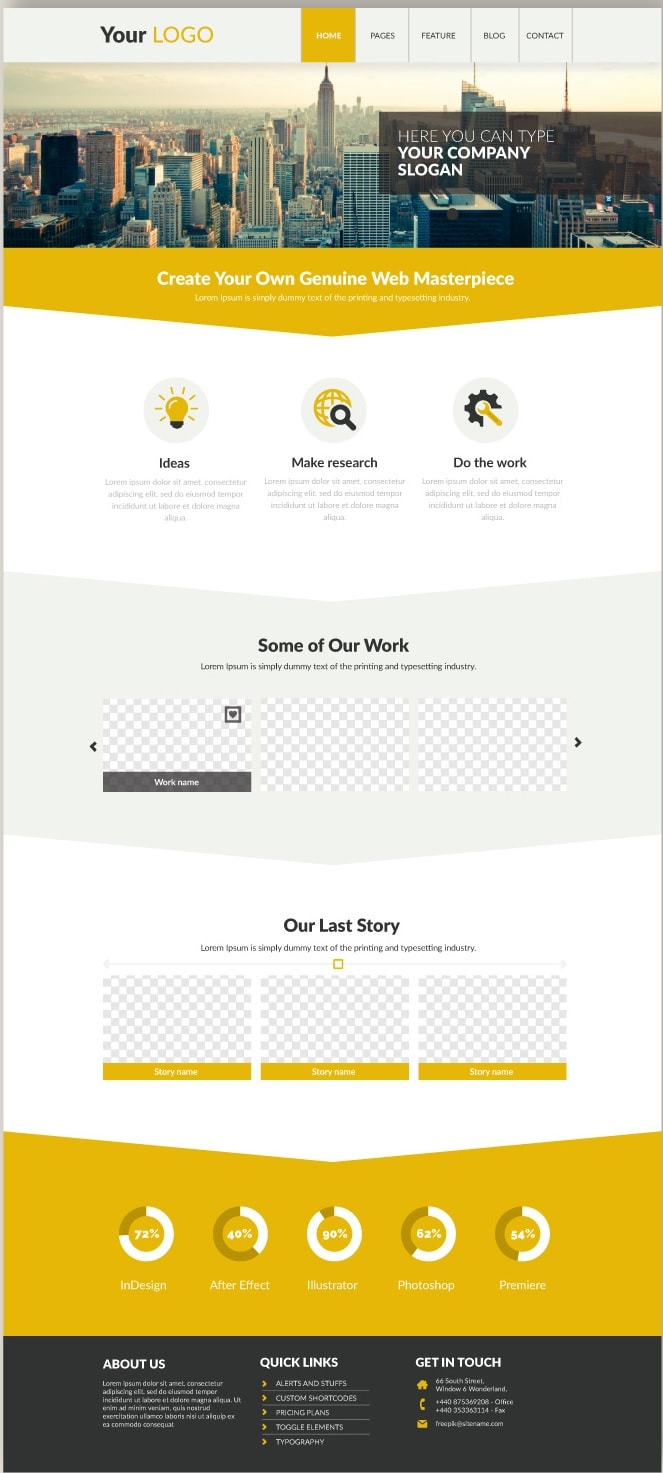 Your LOGO
HOME
PAGES
FEATURE
BLOG
CONTACT
HERE YOU CAN TYPE
YOUR COMPANY
SLOGAN
Create Your Own Genuine Web Masterpiece
Lorem Ipsum is simply dummy text of the printing and typesetting industry.
Ideas
Lorem ipsum dolor sit amet, consectetur
adipiscing elit, sed do eiusmod tempor
incididunt ut labore et dolore magna
aliqua.
Make research
Lorem ipsum dolor sit amet, consectetur
adipiscing elit, sed do eiusmod tempor
incididunt ut labore et dolore magna
aliqua.
Do the work
Lorem ipsum dolor sit amet, consectetur
adipiscing elit, sed do eiusmod tempor
incididunt ut labore et dolore magna
aliqua.
Some of Our Work
Lorem Ipsum is simply dummy text of the printing and typesetting industry.
Work name
Our Last Story
Lorem Ipsum is simply dummy text of the printing and typesetting industry.
Story name
Story name
Story name
72%
40%
90%
62%
54%
InDesign
After Effect
Illustrator
Photoshop
Premiere
ABOUT US
Lorem ipsum dolor sit amet, consectetur
adipiscing elit, sed do eiusmod tempor
incididunt ut labore et dolore magna aliqua. Ut
enim ad minim veniam, quis nostrud
exercitation ullamco laboris nisi ut aliquip ex
ea commodo consequat
QUICK LINKS
ALERTS AND STUFFS
CUSTOM SHORTCODES
PRICING PLANS
TOGGLE ELEMENTS
TYPOGRAPHY
GET IN TOUCH
66 South Street,
Window 6 Wonderland,
+440 875369208 - Office
+440 353363114 - Fax
freepik@sitename.com